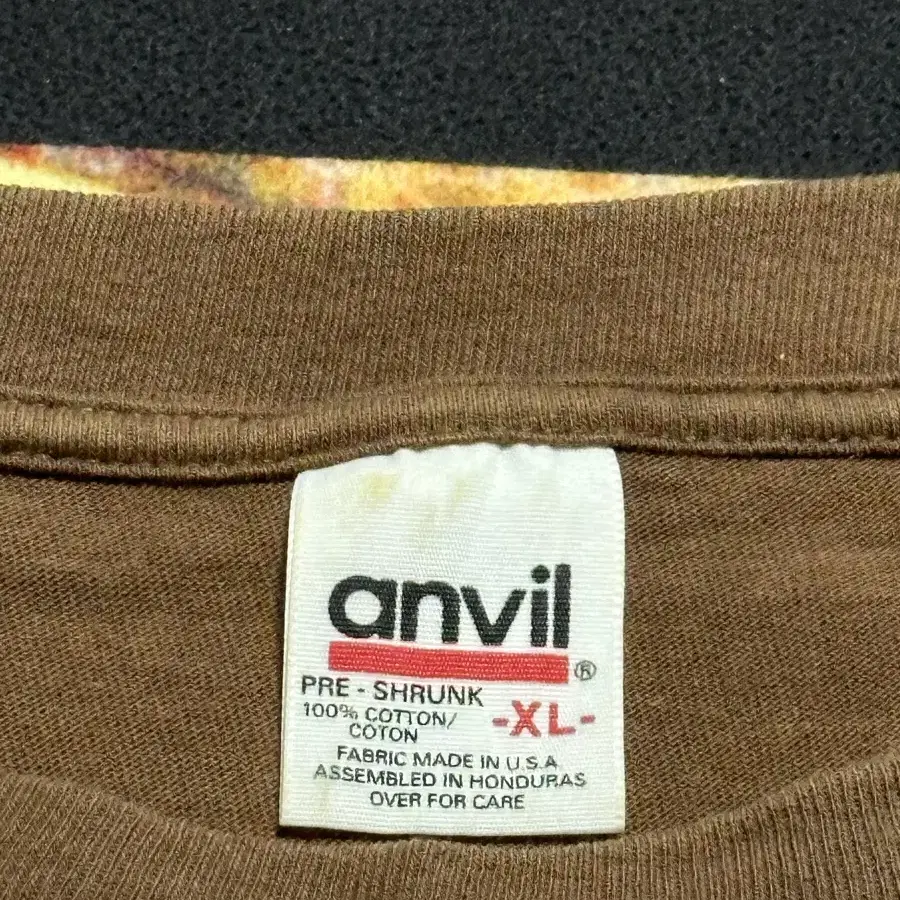 anvil
®
PRE - SHRUNK
100% COTTON/
COTON
-XL-
FABRIC MADE IN U.S.A.
ASSEMBLED IN HONDURAS
OVER FOR CARE